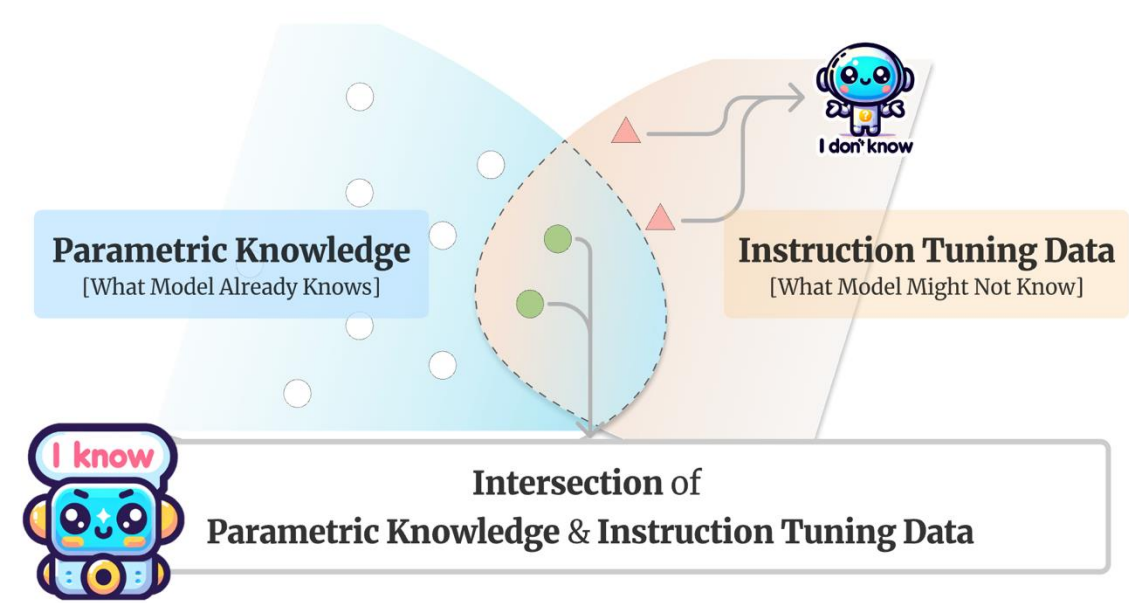 I don't know
Parametric Knowledge
[What Model Already Knows]
Instruction Tuning Data
[What Model Might Not Know]
I know
Intersection of
Parametric Knowledge & Instruction Tuning Data